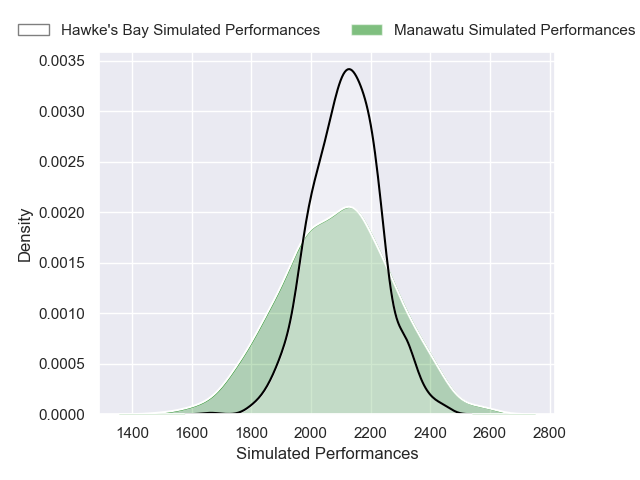 Hawke's Bay Simulated Performances
Manawatu Simulated Performances
0.0035
0.0030
0.0025
0.0020
0.0015
0.0010
0.0005
0.0000
Density
1400 1600 1800 2000 2200 2400 2600 2800
Simulated Performances